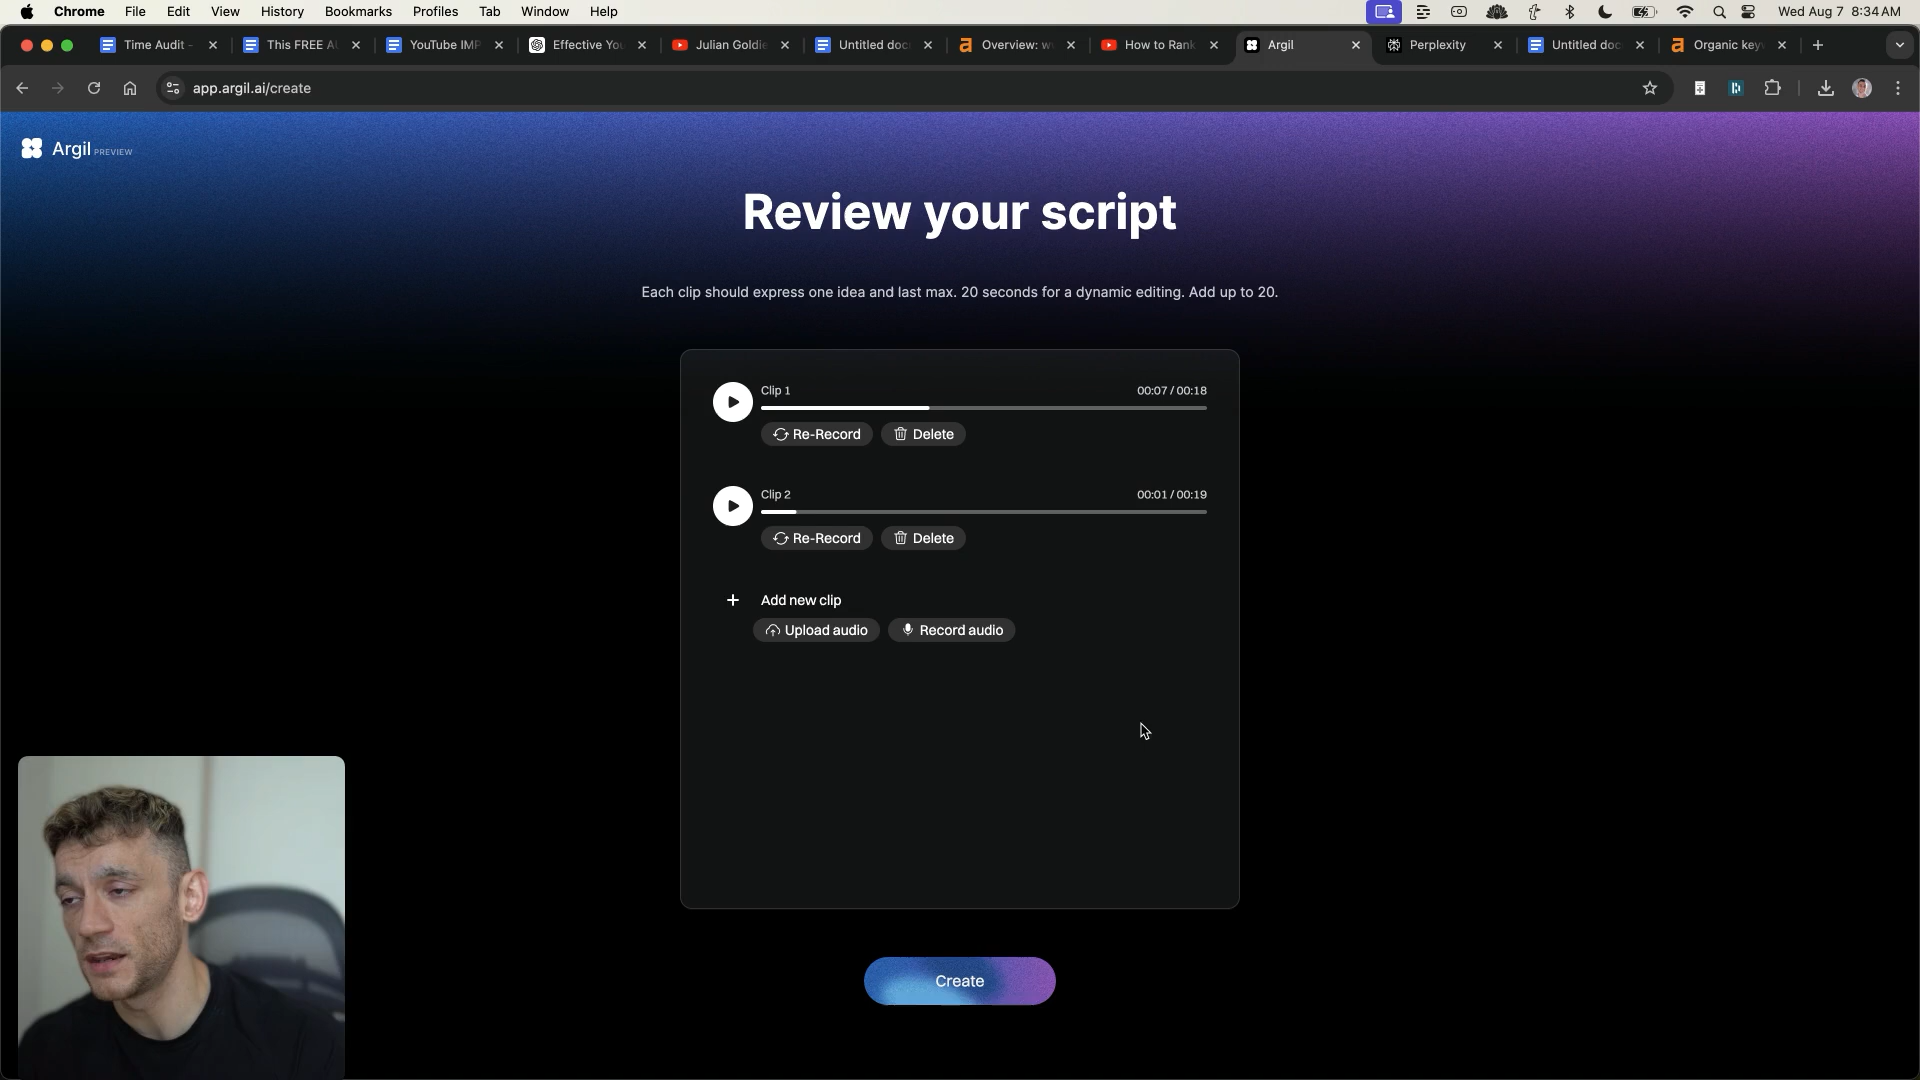 Chrome File Edit View History Bookmarks Profiles Tab Window Help Wed Aug 7 8:34 AM
Time Audit - This FREE A YouTube IMP Effective You Julian Goldie Untitled doc Overview: w How to Rank Argil Perplexity Untitled doc Organic key
app.argil.ai/create
Argil PREVIEW
Review your script
Each clip should express one idea and last max. 20 seconds for a dynamic editing. Add up to 20.
Clip 1 00:07 / 00:18
Re-Record Delete
Clip 2 00:01 / 00:19
Re-Record Delete
+ Add new clip
Upload audio Record audio
Create